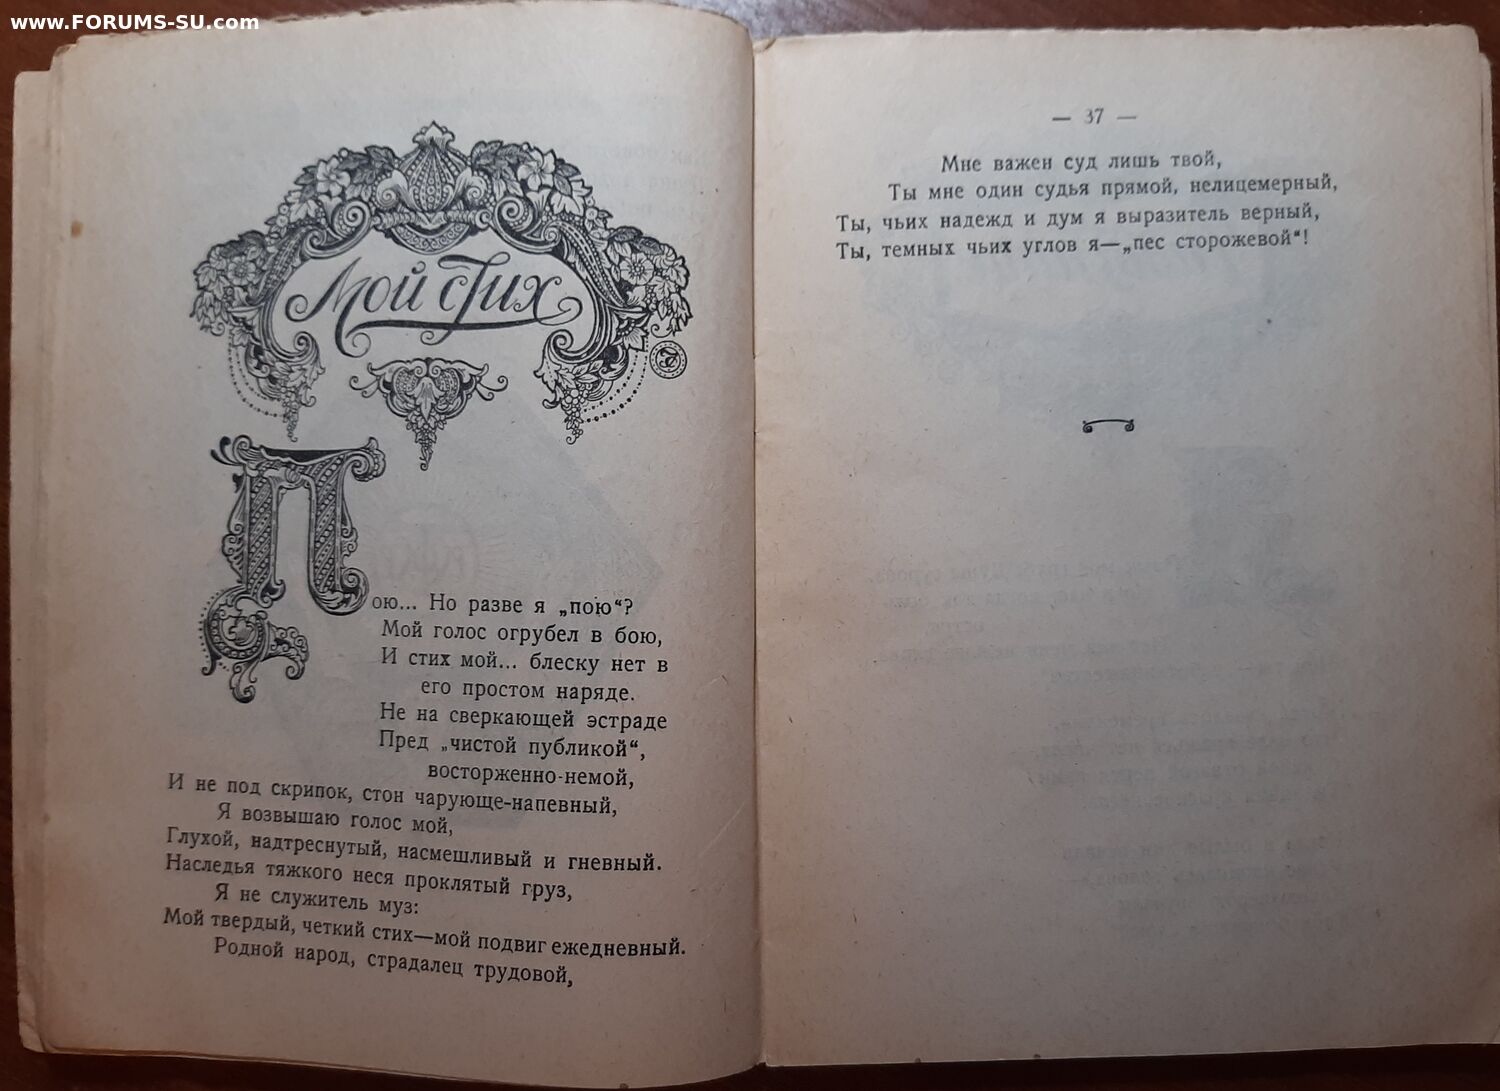 www.FORUMS-SU.com
Мой стих
Пою... Но разве я „пою“?
Мой голос огрубел в бою,
И стих мой... блеску нет в
его простом наряде.
Не на сверкающей эстраде
Пред „чистой публикой“,
восторженно-немой,
И не под скрипок, стон чарующе-напевный,
Я возвышаю голос мой,
Глухой, надтреснутый, насмешливый и гневный.
Наследья тяжкого неся проклятый груз,
Я не служитель муз:
Мой твердый, четкий стих—мой подвиг ежедневный.
Родной народ, страдалец трудовой,
— 37 —
Мне важен суд лишь твой,
Ты мне один судья прямой, нелицемерный,
Ты, чьих надежд и дум я выразитель верный,
Ты, темных чьих углов я—„пес сторожевой“!